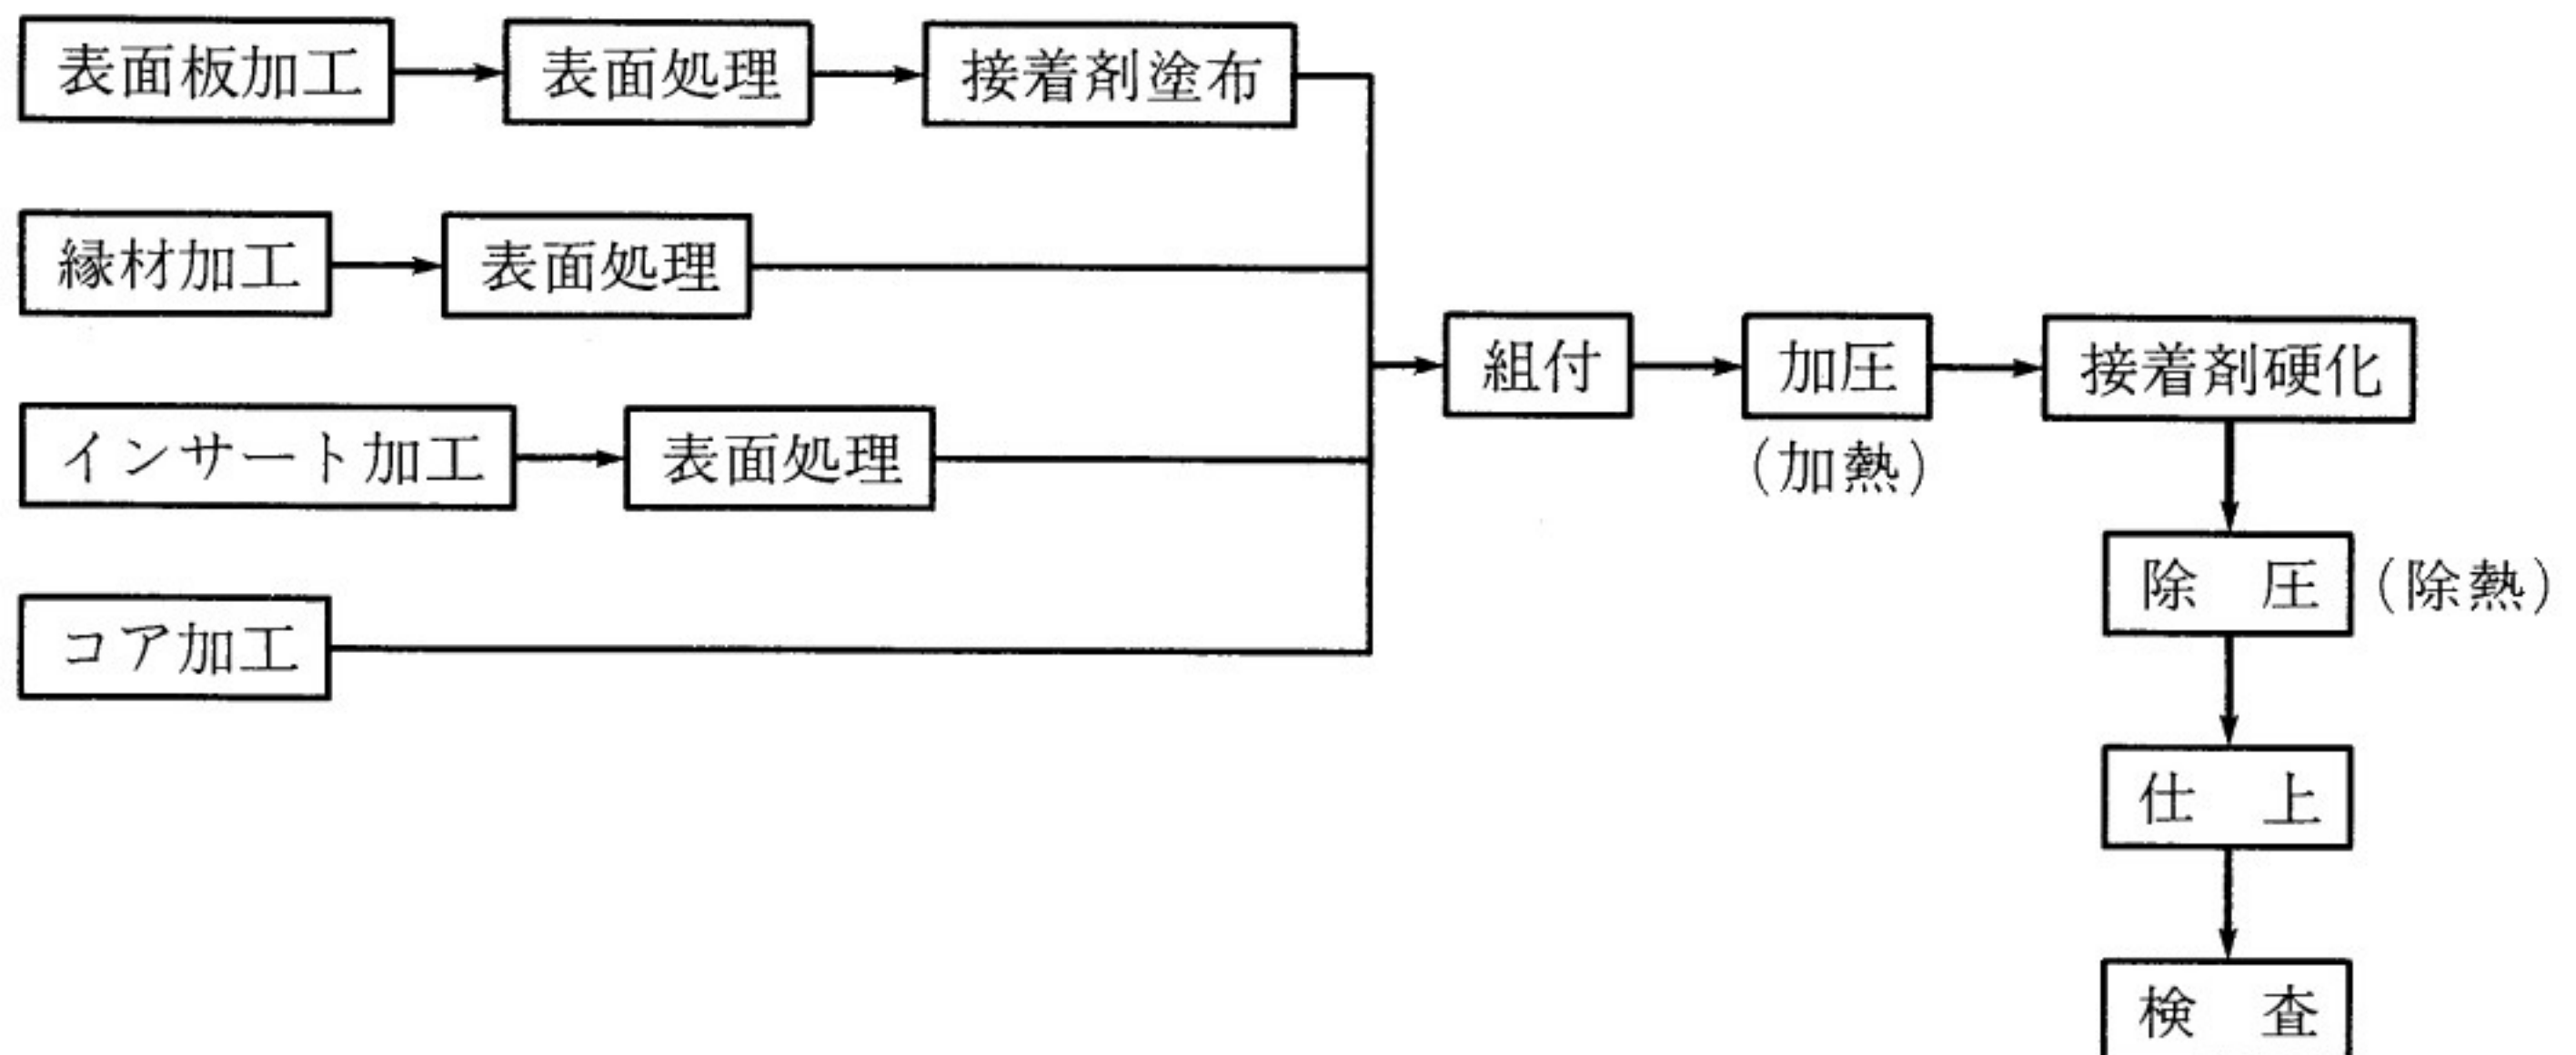 表面板加工
表面処理
接着剤塗布
縁材加工
表面処理
インサート加工
表面処理
コア加工
組付
加圧
(加熱)
接着剤硬化
除 圧
(除熱)
仕 上
検 査